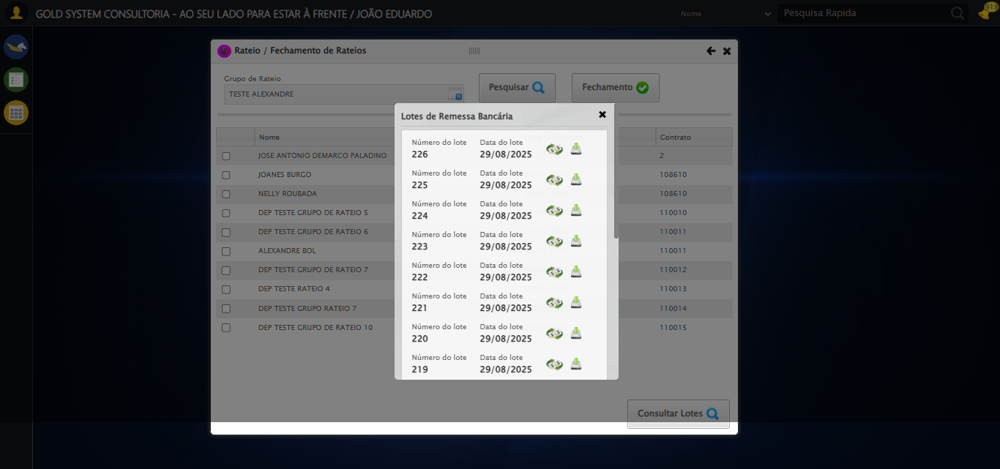 GOLD SYSTEM CONSULTORIA - AO SEU LADO PARA ESTAR À FRENTE / JOÃO EDUARDO
Nome
Pesquisa Rapida
918
Rateio / Fechamento de Rateios
Grupo de Rateio
TESTE ALEXANDRE
Pesquisar
Fechamento
Nome
Contrato
JOSE ANTONIO DEMARCO PALADINO
2
JOANES BURGO
108610
NELLY ROUBADA
108610
DEP TESTE GRUPO DE RATEIO 5
110010
DEP TESTE GRUPO DE RATEIO 6
110011
ALEXANDRE BOL
110011
DEP TESTE GRUPO DE RATEIO 7
110012
DEP TESTE RATEIO 4
110013
DEP TESTE GRUPO RATEIO 7
110014
DEP TESTE GRUPO DE RATEIO 10
110015
Lotes de Remessa Bancária
Número do lote Data do lote
226 29/08/2025
Número do lote Data do lote
225 29/08/2025
Número do lote Data do lote
224 29/08/2025
Número do lote Data do lote
223 29/08/2025
Número do lote Data do lote
222 29/08/2025
Número do lote Data do lote
221 29/08/2025
Número do lote Data do lote
220 29/08/2025
Número do lote Data do lote
219 29/08/2025
Consultar Lotes